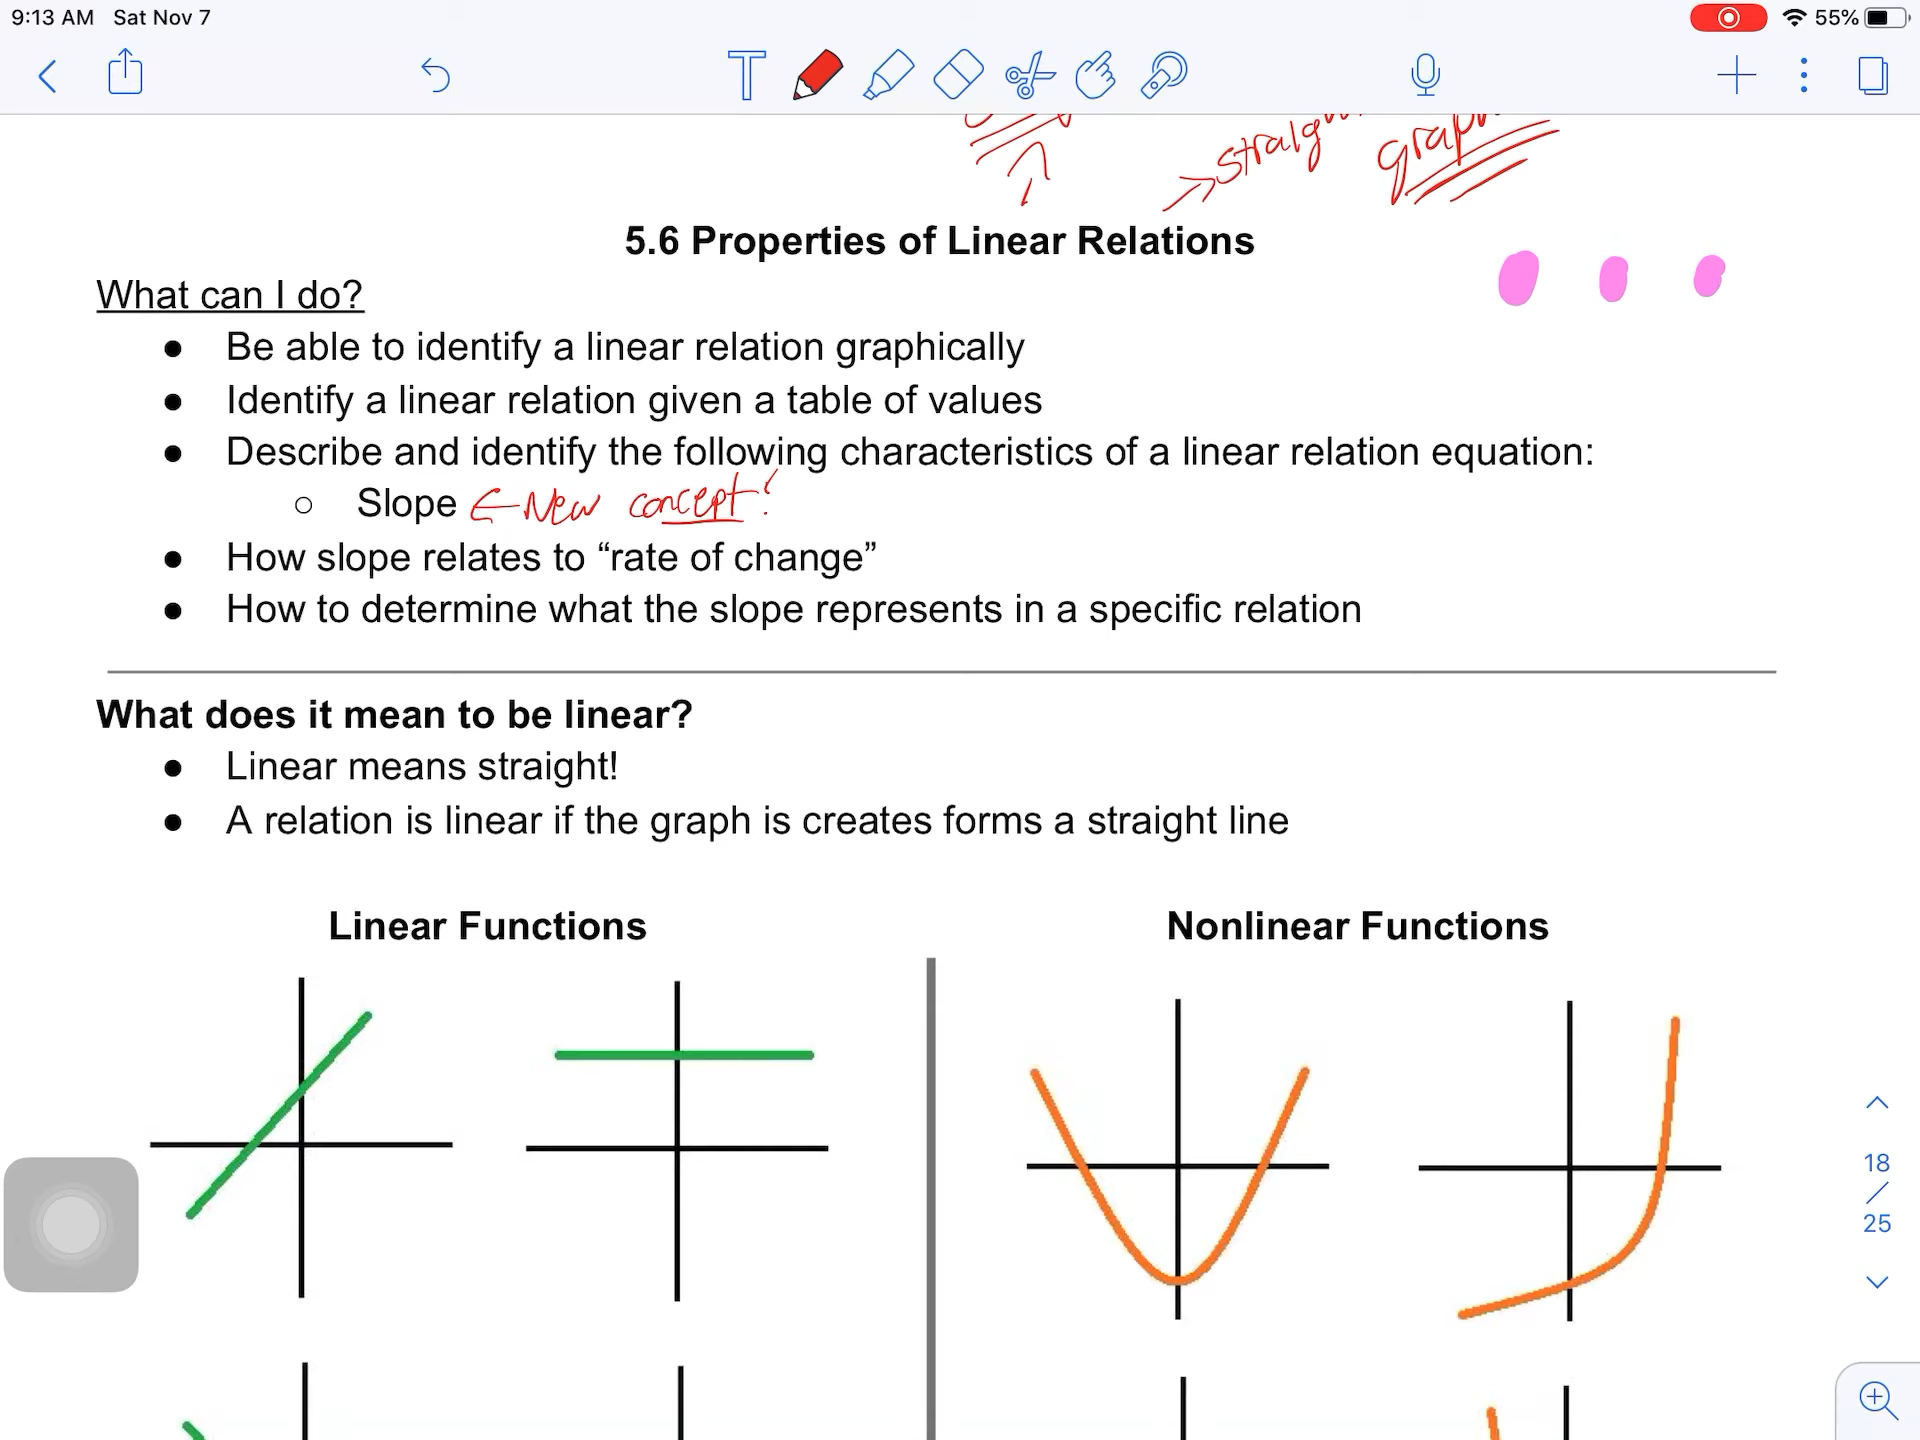 9:13 AM Sat Nov 7
55%
T
graph
5.6 Properties of Linear Relations
What can I do?
● Be able to identify a linear relation graphically
● Identify a linear relation given a table of values
● Describe and identify the following characteristics of a linear relation equation:
○ Slope ← New concept!
● How slope relates to “rate of change”
● How to determine what the slope represents in a specific relation
What does it mean to be linear?
● Linear means straight!
● A relation is linear if the graph is creates forms a straight line
Linear Functions
Nonlinear Functions
18
/
25